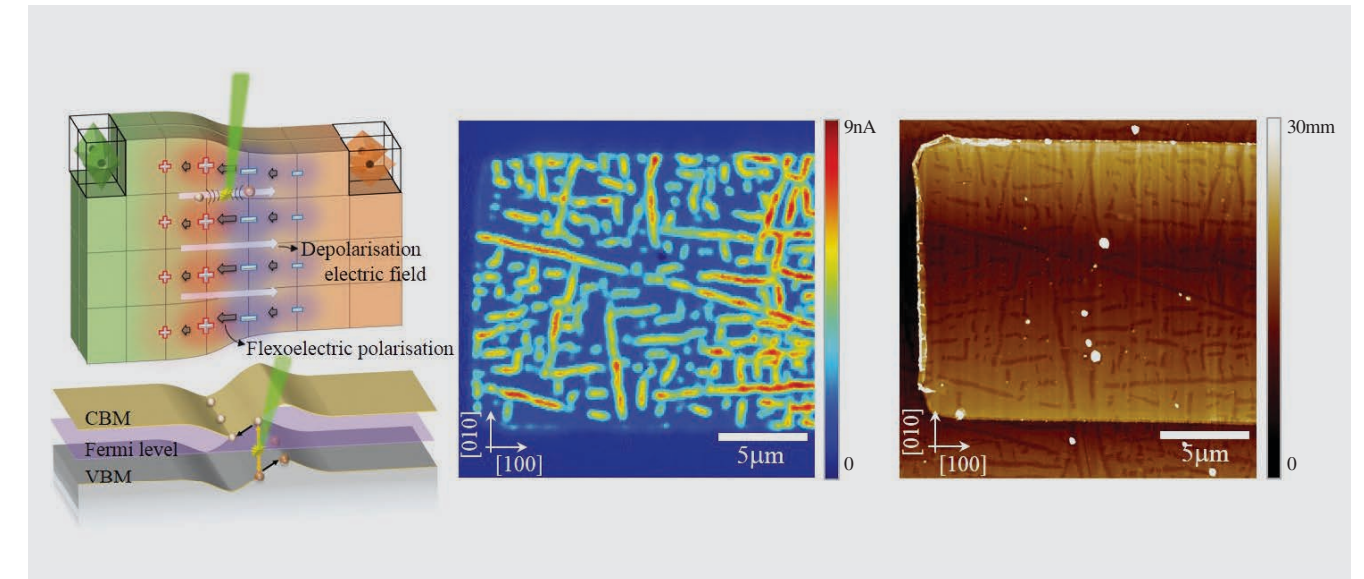 Depolarisation
electric field
Flexoelectric polarisation
CBM
Fermi level
VBM
9nA
0
[010]
[100]
5μm
30mm
0
[010]
[100]
5μm